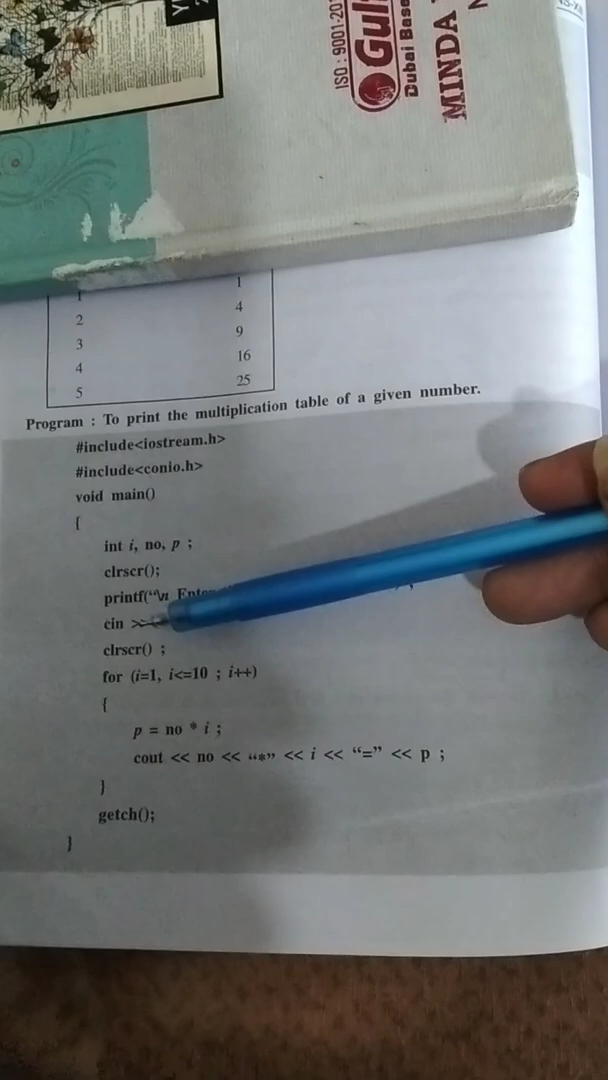 ISO : 9001-20
Gul
Dubai Base
MINDA
1 1
2 4
3 9
4 16
5 25
Program : To print the multiplication table of a given number.
#include<iostream.h>
#include<conio.h>
void main()
{
int i, no, p ;
clrscr();
printf("\n Enter
cin >>
clrscr() ;
for (i=1, i<=10 ; i++)
{
p = no * i ;
cout << no << "*" << i << "=" << p ;
}
getch();
}